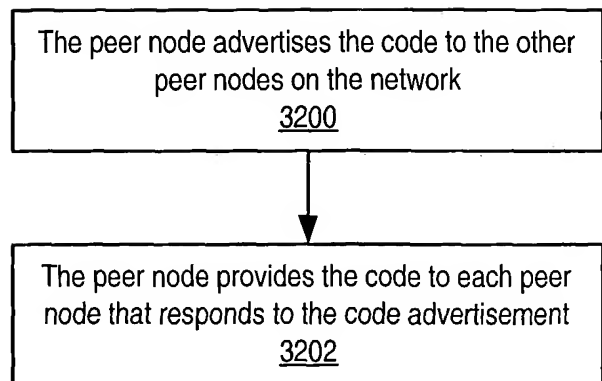 The peer node advertises the code to the other
peer nodes on the network
3200
The peer node provides the code to each peer
node that responds to the code advertisement
3202